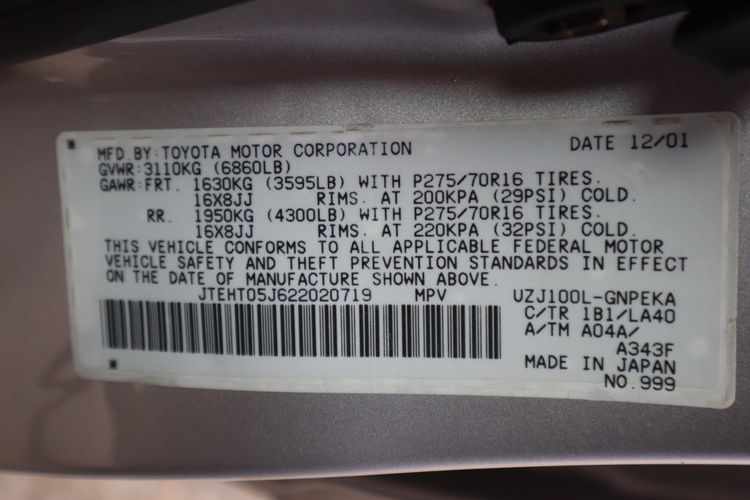 MFD.BY:TOYOTA MOTOR CORPORATION DATE 12/01
GVWR:3110KG (6860LB)
GAWR:FRT. 1630KG (3595LB) WITH P275/70R16 TIRES.
16X8JJ RIMS. AT 200KPA (29PSI) COLD.
RR. 1950KG (4300LB) WITH P275/70R16 TIRES.
16X8JJ RIMS. AT 220KPA (32PSI) COLD.
THIS VEHICLE CONFORMS TO ALL APPLICABLE FEDERAL MOTOR
VEHICLE SAFETY AND THEFT PREVENTION STANDARDS IN EFFECT
ON THE DATE OF MANUFACTURE SHOWN ABOVE.
JTEHT05J622020719 MPV UZJ100L-GNPEKA
C/TR 1B1/LA40
A/TM A04A/
A343F
MADE IN JAPAN
NO.999